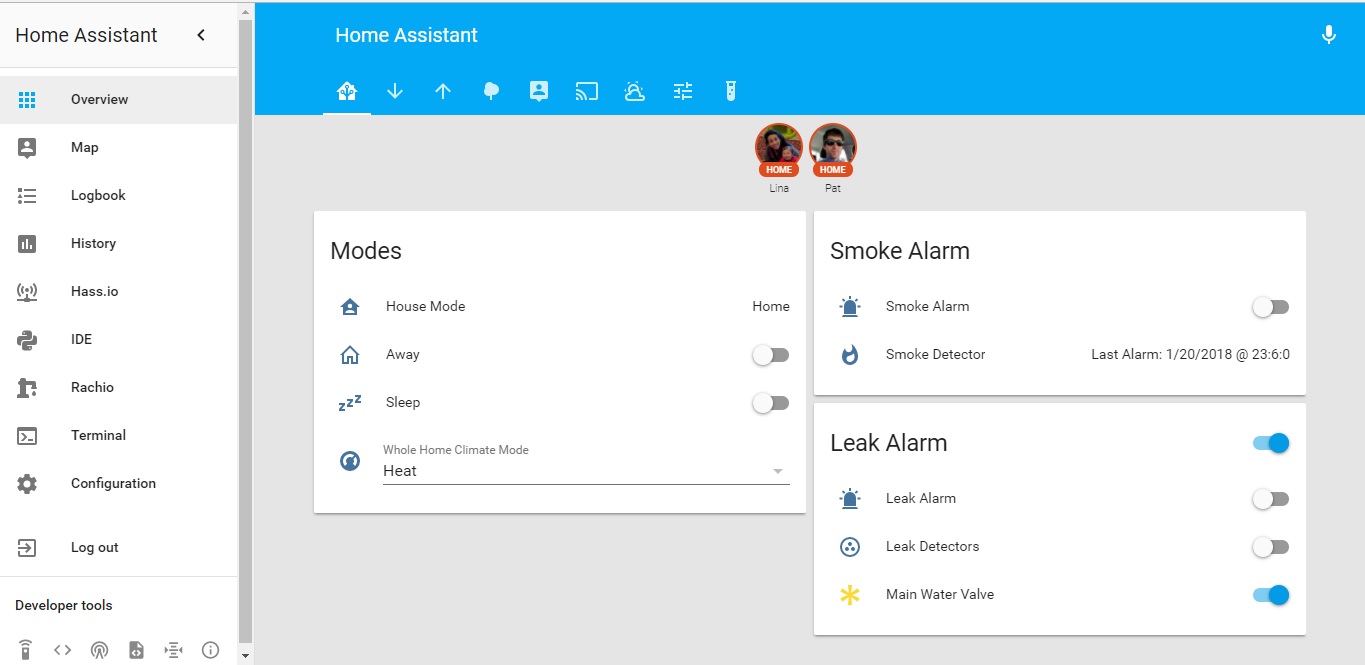 Home Assistant
Overview
Map
Logbook
History
Hass.io
IDE
Rachio
Terminal
Configuration
Log out
Developer tools
Home Assistant
HOME HOME
Lina Pat
Modes
House Mode Home
Away
Sleep
Whole Home Climate Mode
Heat
Smoke Alarm
Smoke Alarm
Smoke Detector Last Alarm: 1/20/2018 @ 23:6:0
Leak Alarm
Leak Alarm
Leak Detectors
Main Water Valve